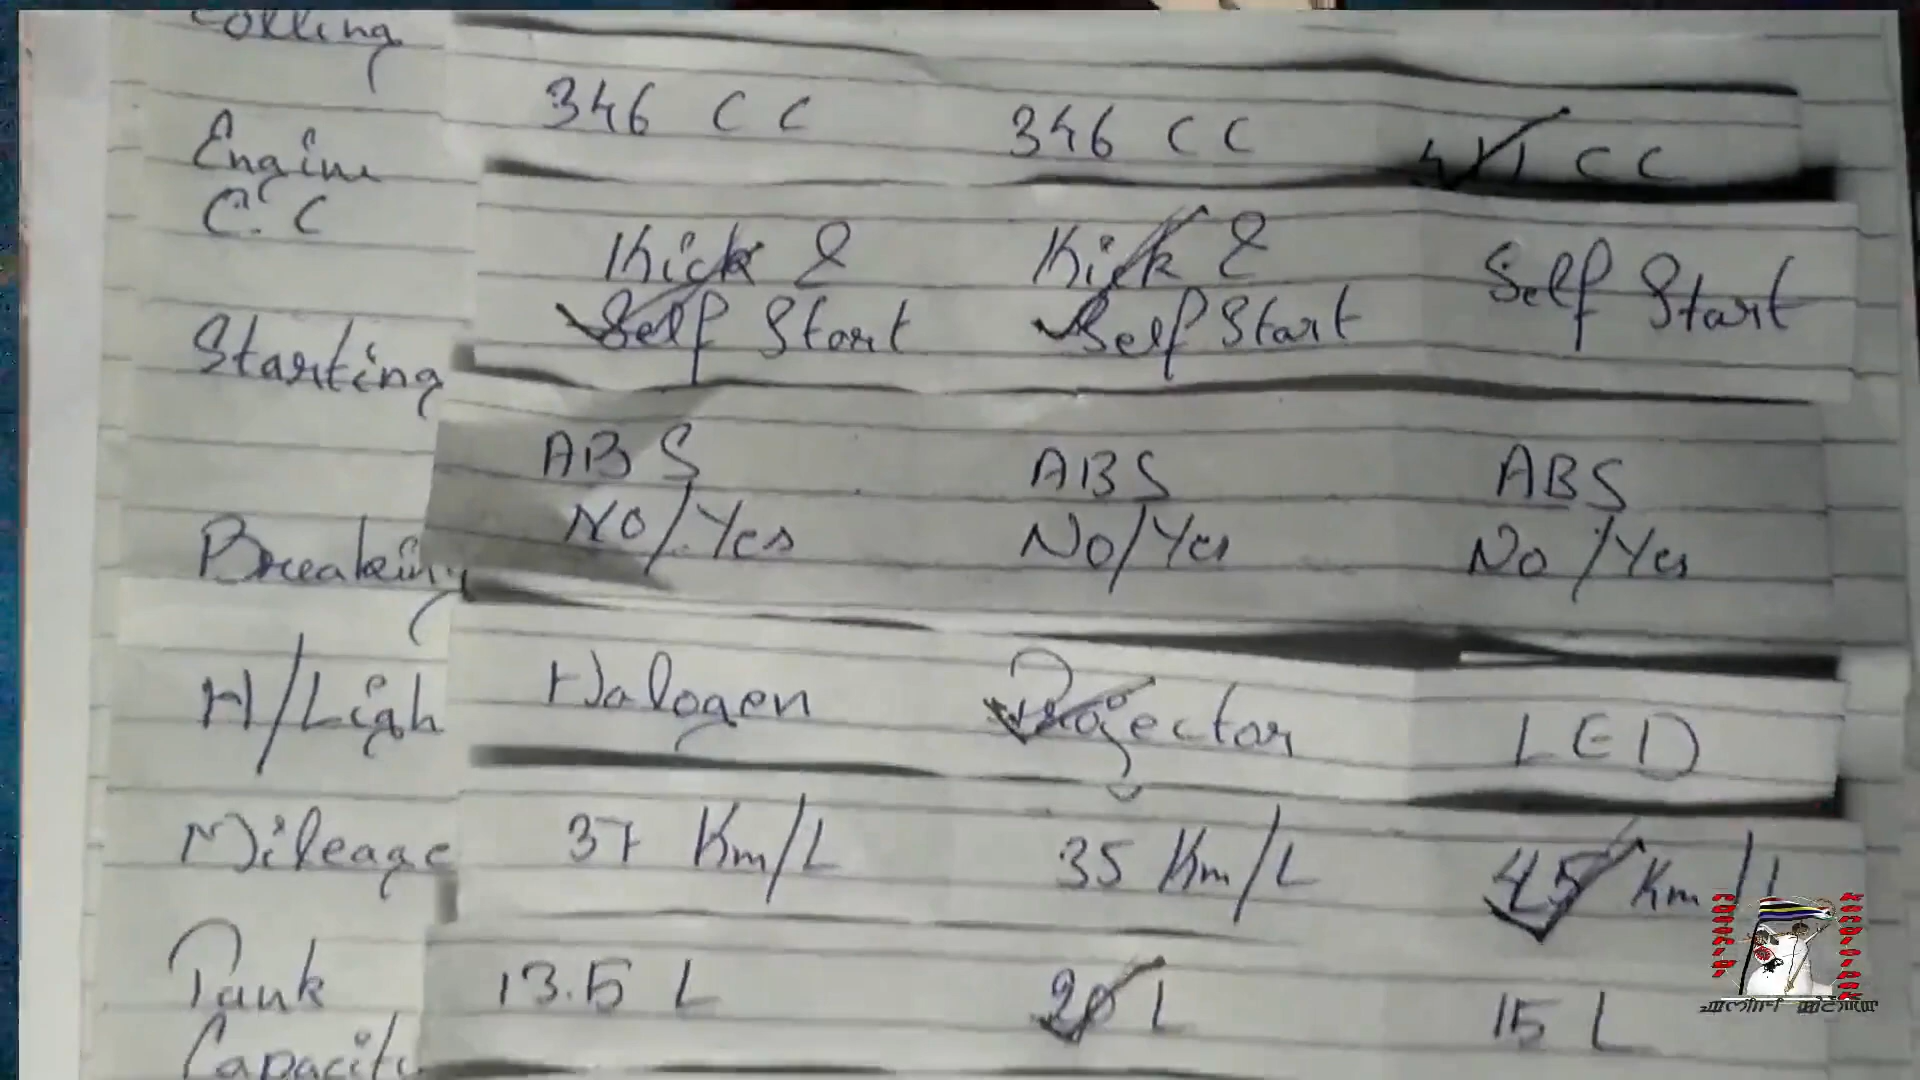 346 CC 346 CC 411 CC
Engine
C.C
Kick & Kick & Self Start
Self Start Self Start
Starting
ABS ABS ABS
No/Yes No/Yes No/Yes
Breaking
H/Ligh Halogen Projector LED
Mileage 37 Km/L 35 Km/L 45 Km/L
Tank 13.5 L 20 L 15 L
Capacity